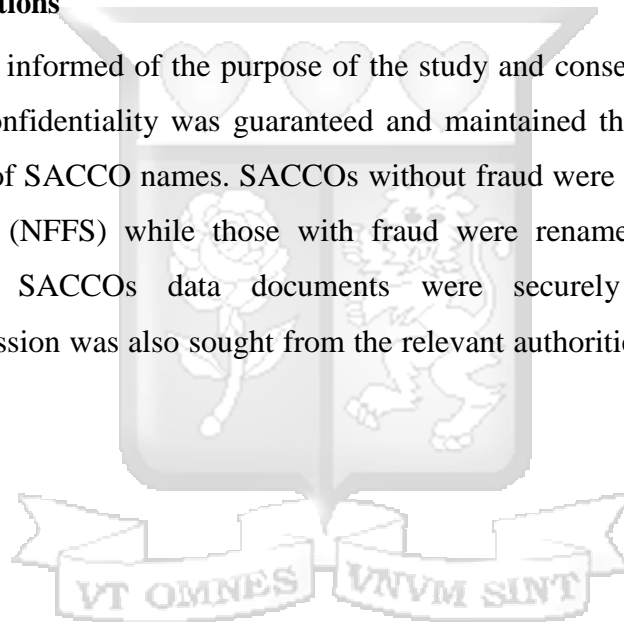 tions
informed of the purpose of the study and conse
onfidentiality was guaranteed and maintained th
of SACCO names. SACCOs without fraud were
(NFFS) while those with fraud were rename
SACCOs data documents were securely
ssion was also sought from the relevant authoritie
VT OMNES VNVM SINT